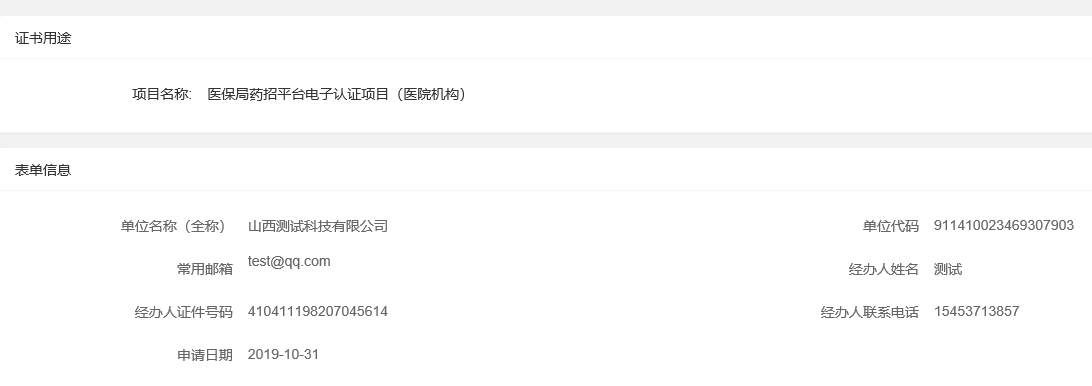 证书用途
项目名称: 医保局药招平台电子认证项目（医院机构）
表单信息
单位名称（全称） 山西测试科技有限公司 单位代码 911410023469307903
常用邮箱 test@qq.com 经办人姓名 测试
经办人证件号码 410411198207045614 经办人联系电话 15453713857
申请日期 2019-10-31